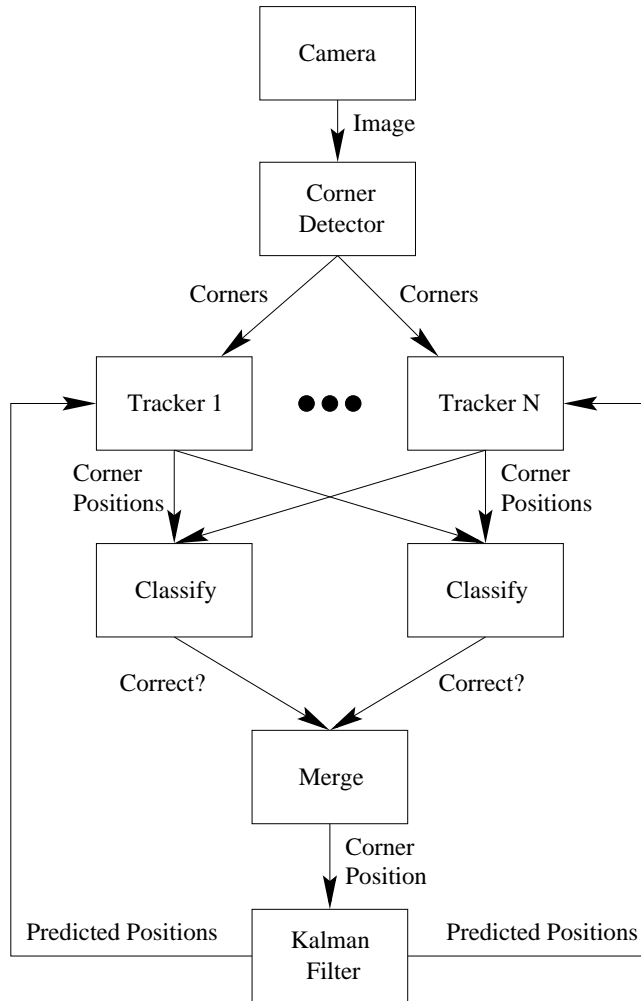 Camera
Image
Corner
Detector
Corners
Corners
Tracker 1
Tracker N
Corner
Positions
Corner
Positions
Classify
Classify
Correct?
Correct?
Merge
Corner
Position
Predicted Positions
Kalman
Filter
Predicted Positions